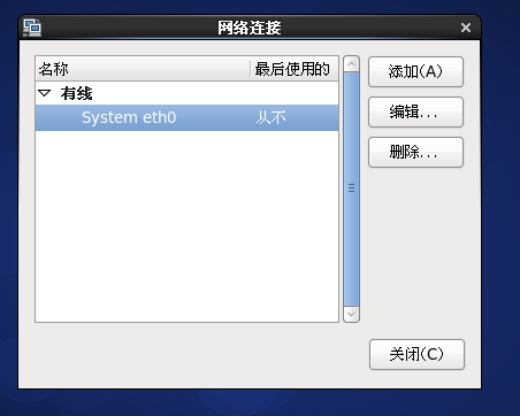 网络连接
名称 最后使用的
有线
System eth0 从不
添加(A)
编辑...
删除...
关闭(C)